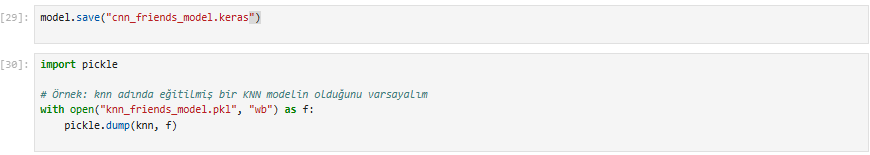 [29]: model.save("cnn_friends_model.keras")
[30]: import pickle
# Örnek: knn adında eğitilmiş bir KNN modelin olduğunu varsayalım
with open("knn_friends_model.pkl", "wb") as f:
    pickle.dump(knn, f)